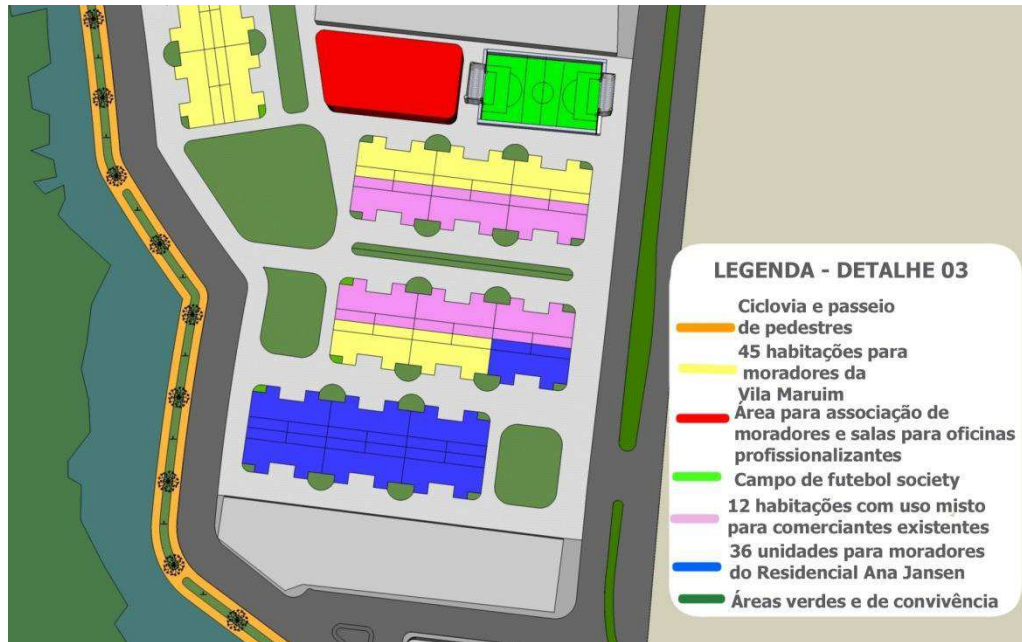 LEGENDA - DETALHE 03
Ciclovia e passeio
de pedestres
45 habitações para
moradores da
Vila Maruim
Área para associação de
moradores e salas para oficinas
profissionalizantes
Campo de futebol society
12 habitações com uso misto
para comerciantes existentes
36 unidades para moradores
do Residencial Ana Jansen
Áreas verdes e de convivência